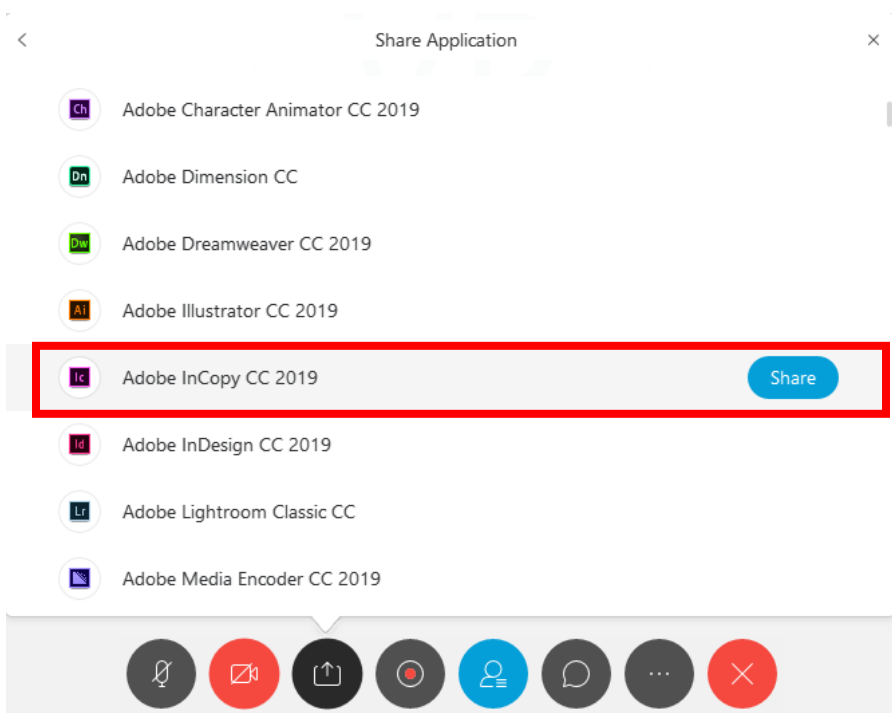 Share Application
Ch Adobe Character Animator CC 2019
Dn Adobe Dimension CC
Dw Adobe Dreamweaver CC 2019
Ai Adobe Illustrator CC 2019
Ic Adobe InCopy CC 2019 Share
Id Adobe InDesign CC 2019
Lr Adobe Lightroom Classic CC
Adobe Media Encoder CC 2019